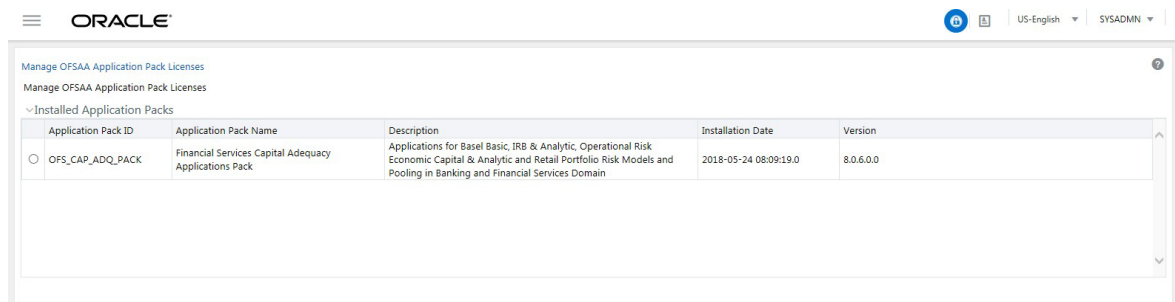 ORACLE
US-English SYSADMN
Manage OFSAA Application Pack Licenses
Manage OFSAA Application Pack Licenses
Installed Application Packs
Application Pack ID Application Pack Name Description Installation Date Version
OFS_CAP_ADQ_PACK
Financial Services Capital Adequacy
Applications Pack
Applications for Basel Basic, IRB & Analytic, Operational Risk
Economic Capital & Analytic and Retail Portfolio Risk Models and
Pooling in Banking and Financial Services Domain
2018-05-24 08:09:19.0
8.0.6.0.0